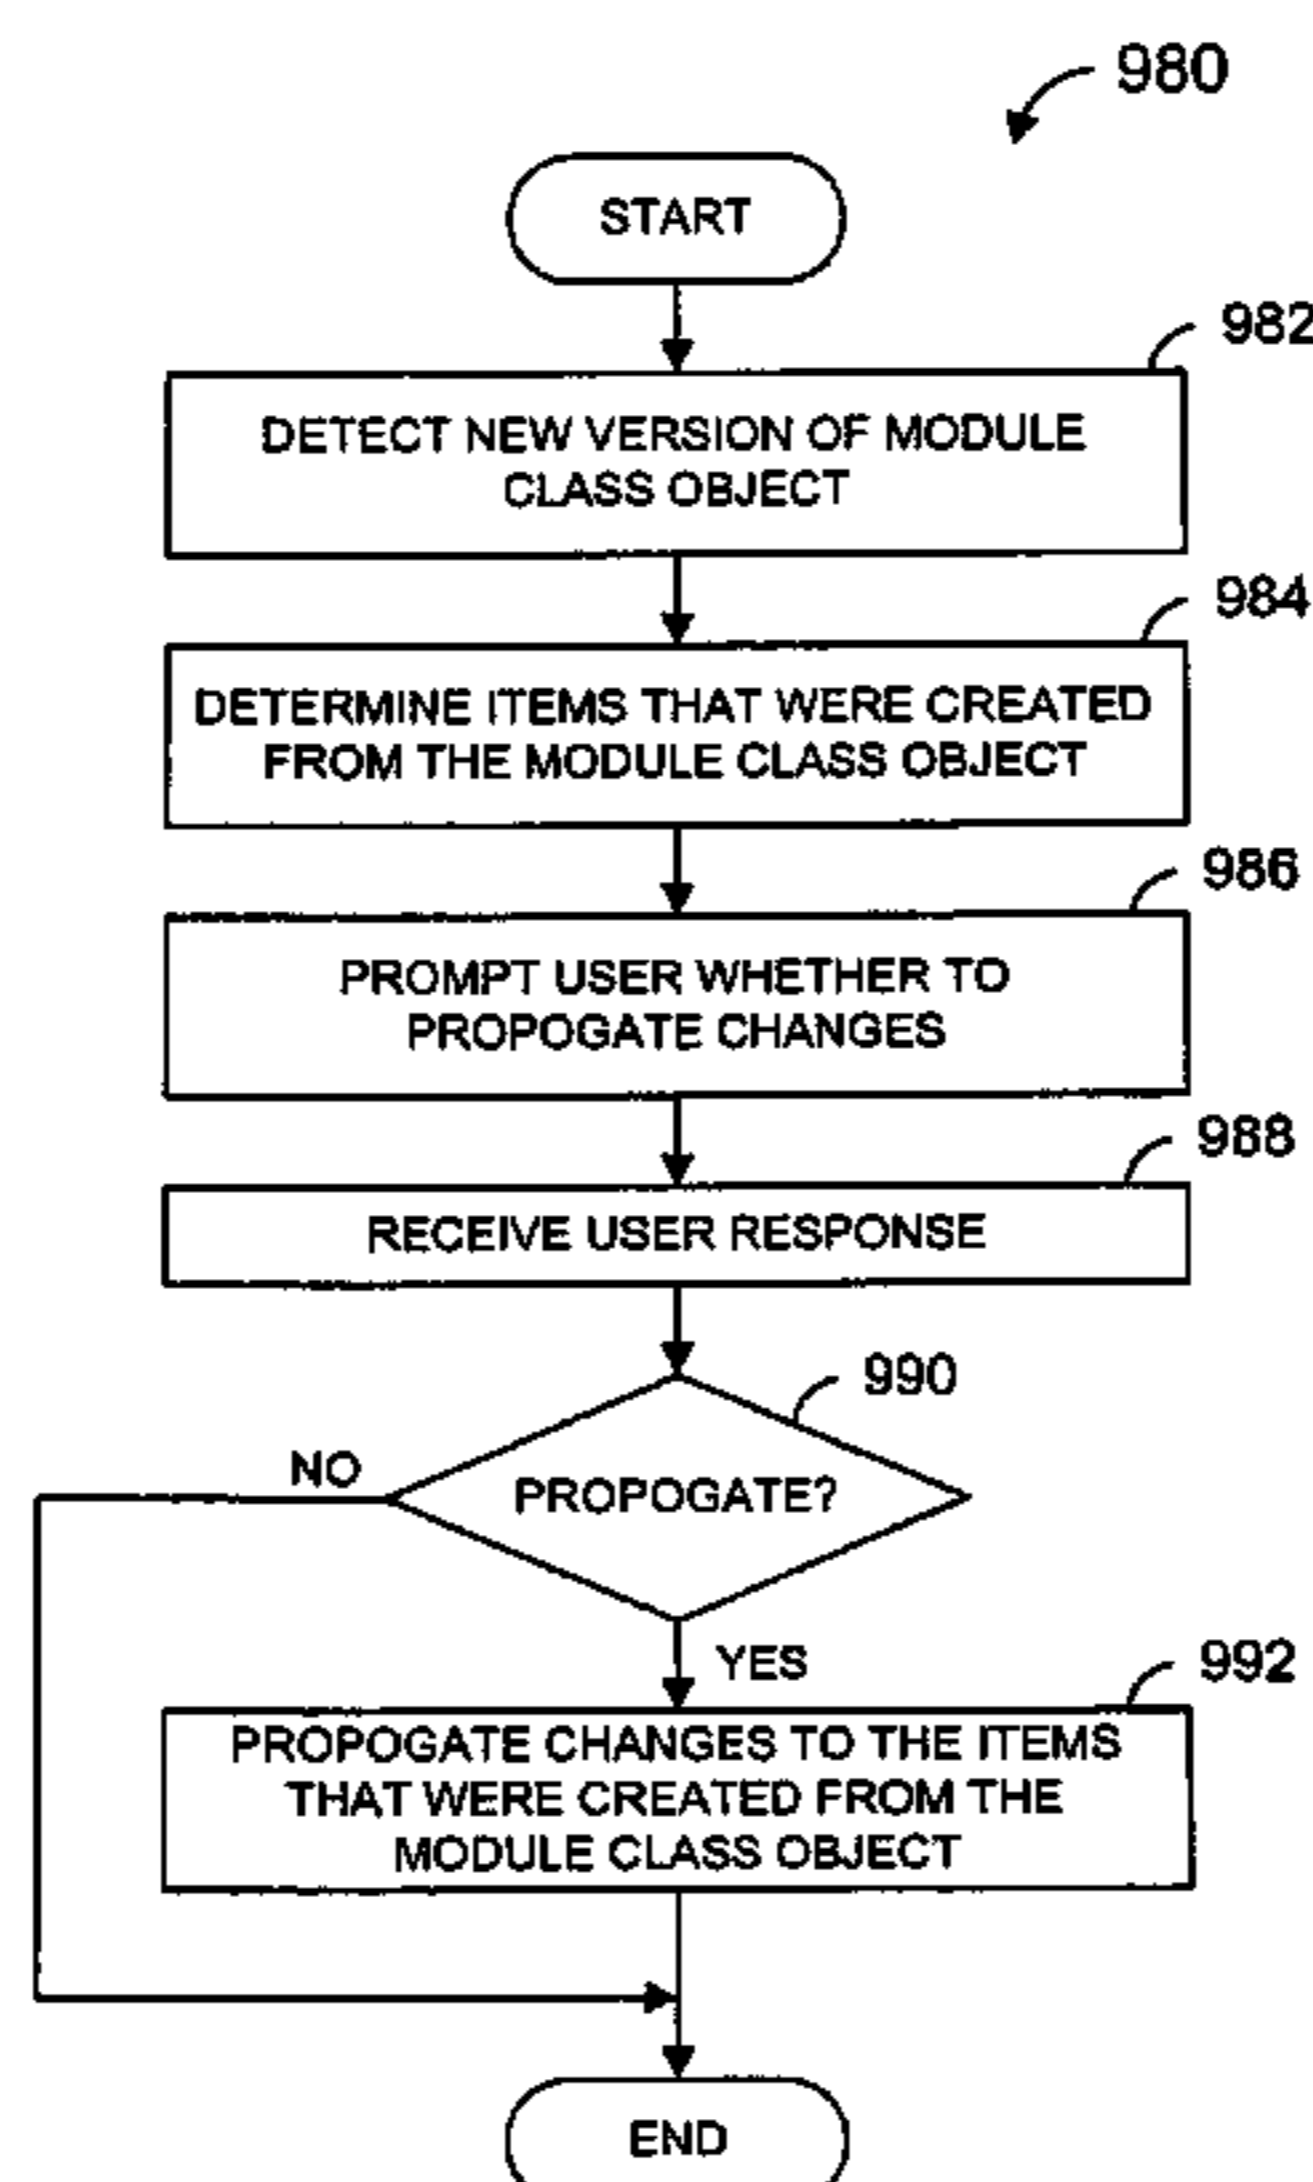 980
START
982
DETECT NEW VERSION OF MODULE
CLASS OBJECT
984
DETERMINE ITEMS THAT WERE CREATED
FROM THE MODULE CLASS OBJECT
986
PROMPT USER WHETHER TO
PROPOGATE CHANGES
988
RECEIVE USER RESPONSE
990
NO
PROPOGATE?
YES
992
PROPOGATE CHANGES TO THE ITEMS
THAT WERE CREATED FROM THE
MODULE CLASS OBJECT
END